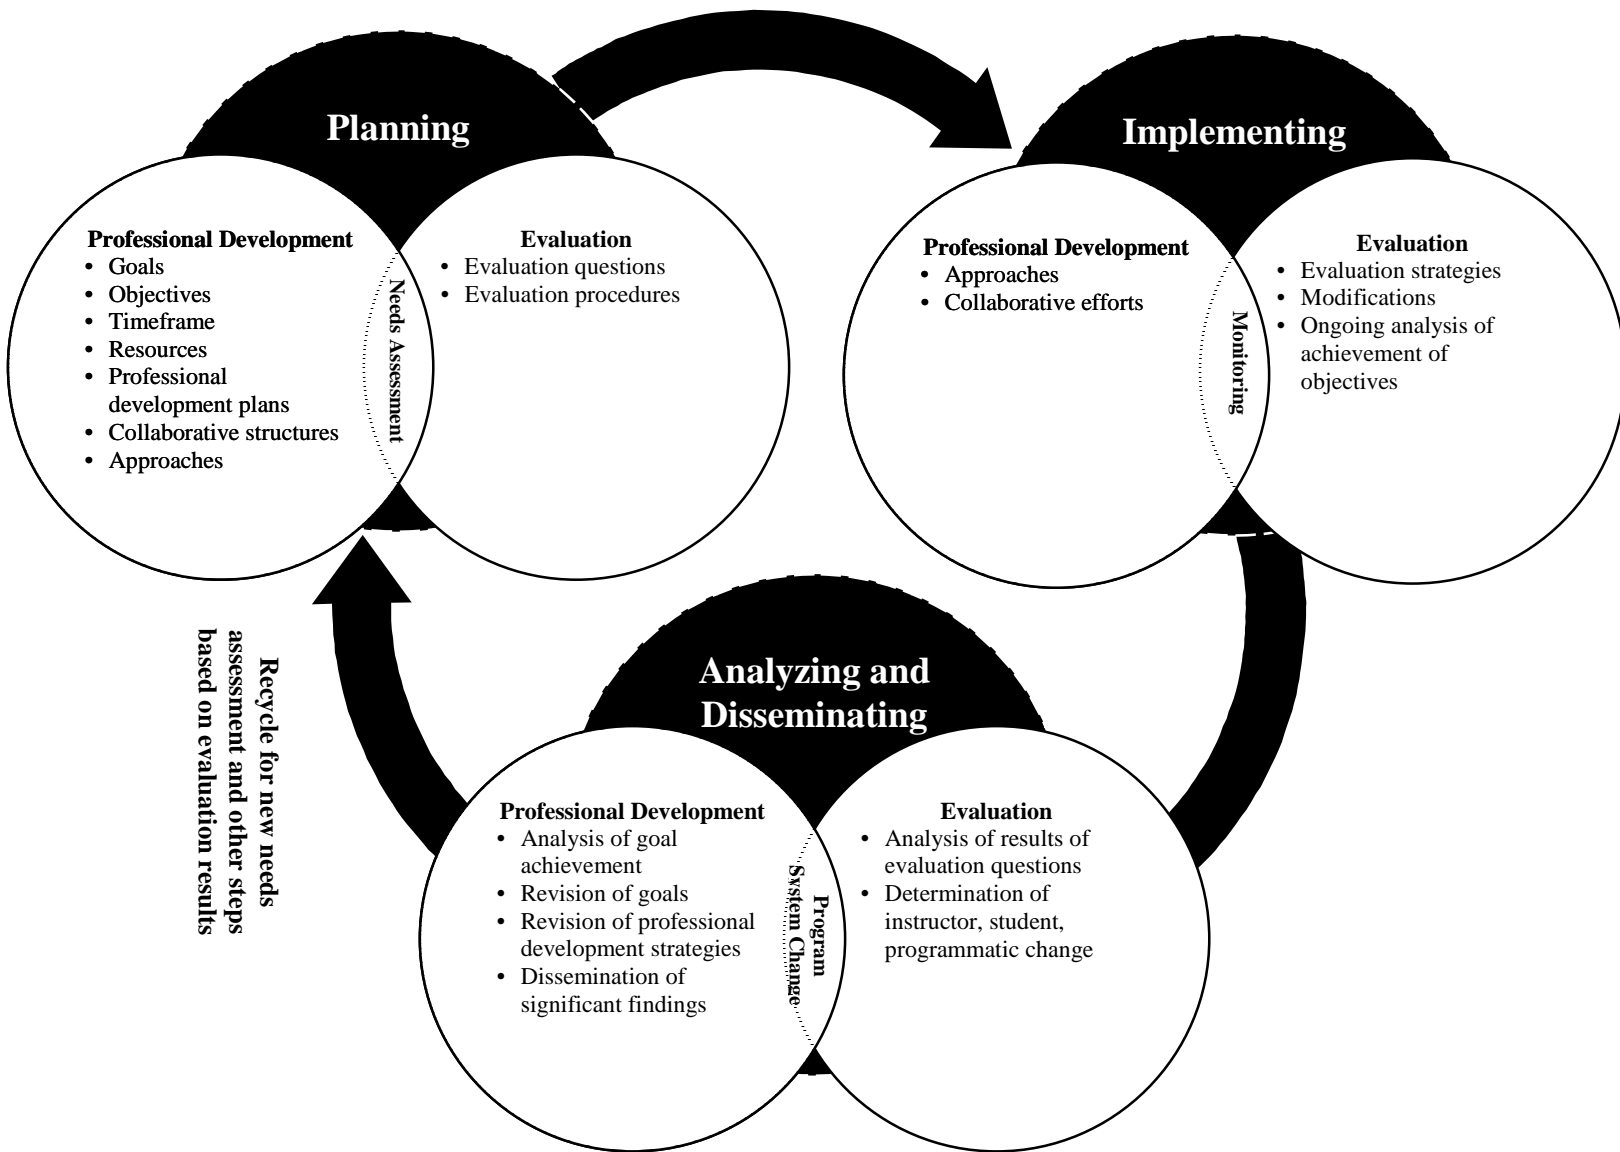 Planning
Professional Development
• Goals
• Objectives
• Timeframe
• Resources
• Professional
development plans
• Collaborative structures
• Approaches
Needs Assessment
Evaluation
• Evaluation questions
• Evaluation procedures
Implementing
Professional Development
• Approaches
• Collaborative efforts
Monitoring
Evaluation
• Evaluation strategies
• Modifications
• Ongoing analysis of
achievement of
objectives
Analyzing and
Disseminating
Professional Development
• Analysis of goal
achievement
• Revision of goals
• Revision of professional
development strategies
• Dissemination of
significant findings
Program
System Change
Evaluation
• Analysis of results of
evaluation questions
• Determination of
instructor, student,
programmatic change
Recycle for new needs
assessment and other steps
based on evaluation results